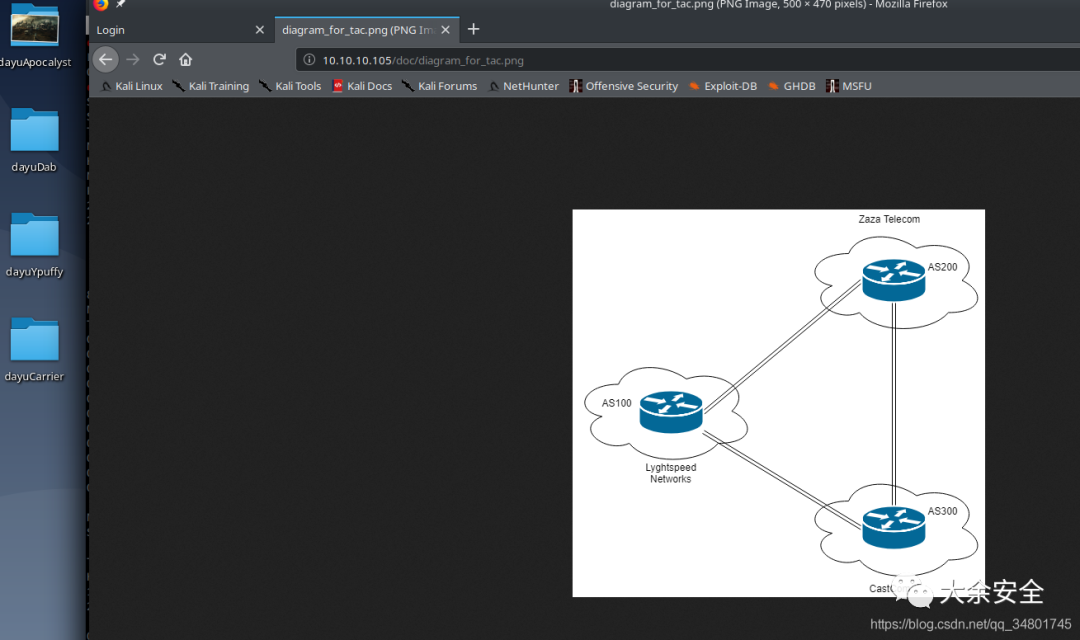 diagram_for_tac.png (PNG Image, 500 × 470 pixels) - Mozilla Firefox
Login
diagram_for_tac.png (PNG Im
10.10.10.105/doc/diagram_for_tac.png
Kali Linux Kali Training Kali Tools Kali Docs Kali Forums NetHunter Offensive Security Exploit-DB GHDB MSFU
dayuApocalyst
dayuDab
dayuYpuffy
dayuCarrier
Zaza Telecom
AS200
AS100
Lyghtspeed
Networks
AS300
大余安全
https://blog.csdn.net/qq_34801745